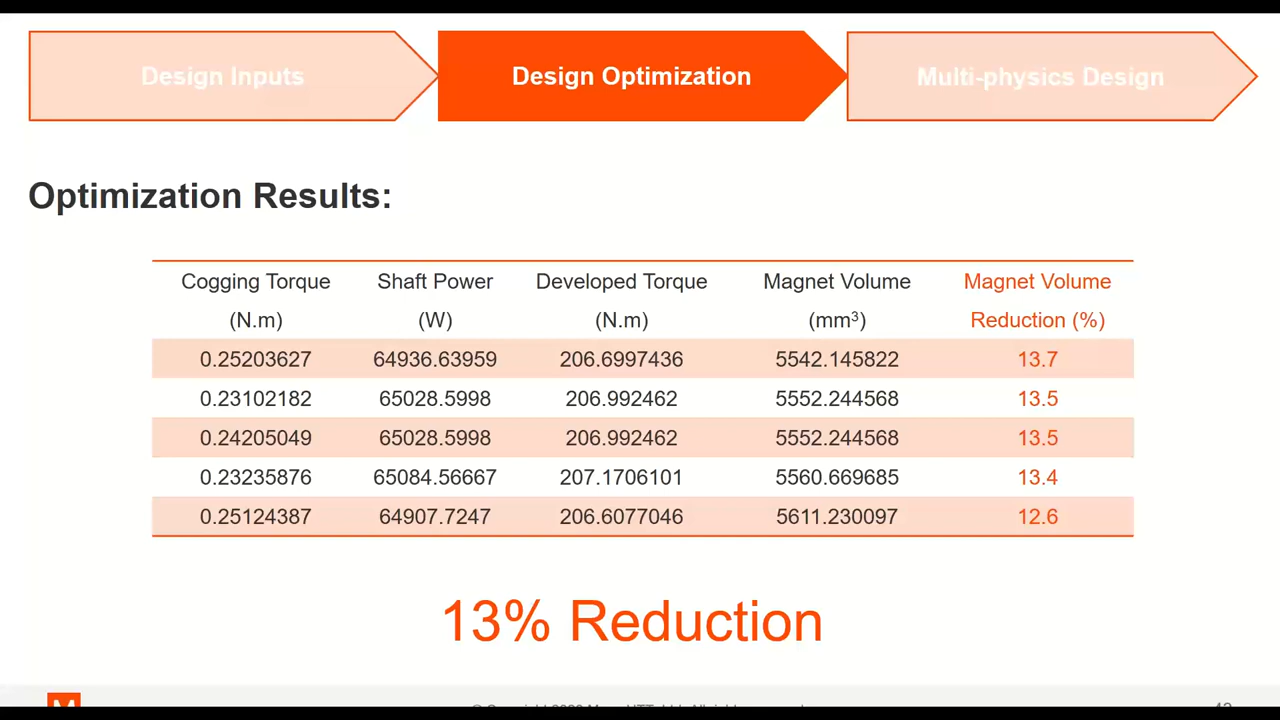 Design Inputs
Design Optimization
Multi-physics Design
Optimization Results:
Cogging Torque Shaft Power Developed Torque Magnet Volume Magnet Volume
(N.m) (W) (N.m) (mm³) Reduction (%)
0.25203627 64936.63959 206.6997436 5542.145822 13.7
0.23102182 65028.5998 206.992462 5552.244568 13.5
0.24205049 65028.5998 206.992462 5552.244568 13.5
0.23235876 65084.56667 207.1706101 5560.669685 13.4
0.25124387 64907.7247 206.6077046 5611.230097 12.6
13% Reduction